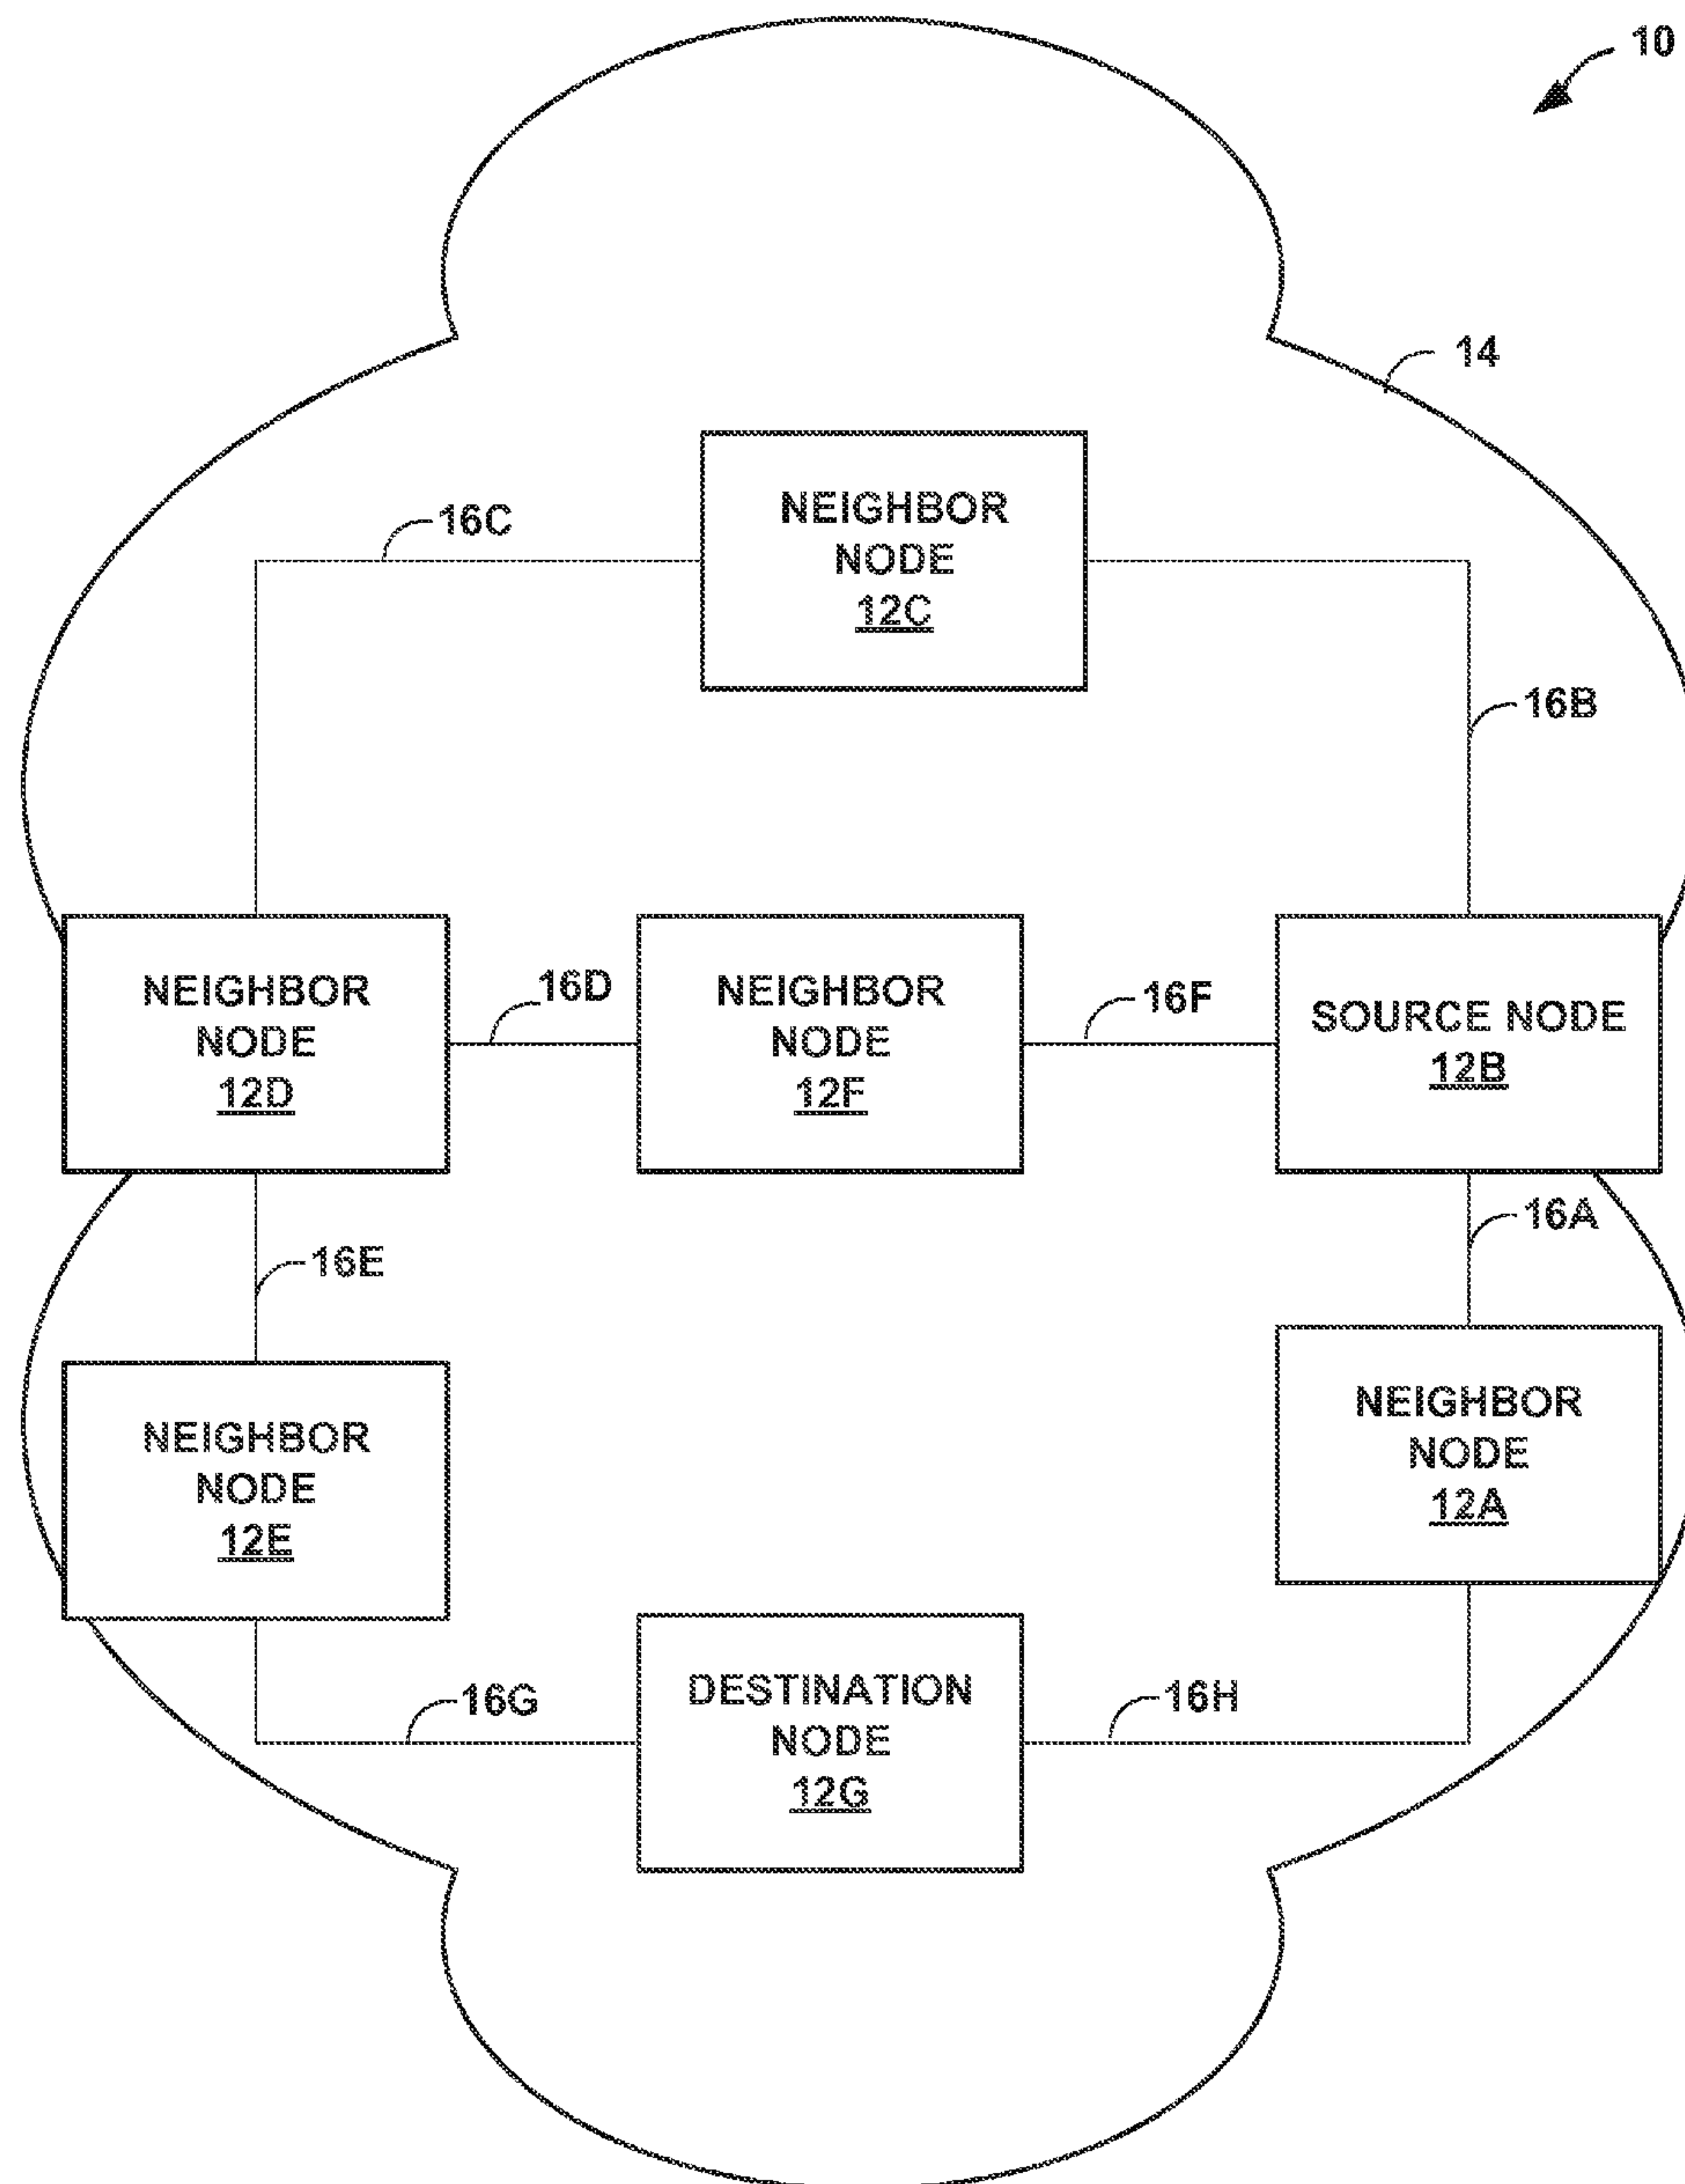 10
14
NEIGHBOR
NODE
12C
16C
16B
NEIGHBOR
NODE
12D
16D
NEIGHBOR
NODE
12F
16F
SOURCE NODE
12B
16E
16A
NEIGHBOR
NODE
12E
NEIGHBOR
NODE
12A
16G
DESTINATION
NODE
12G
16H